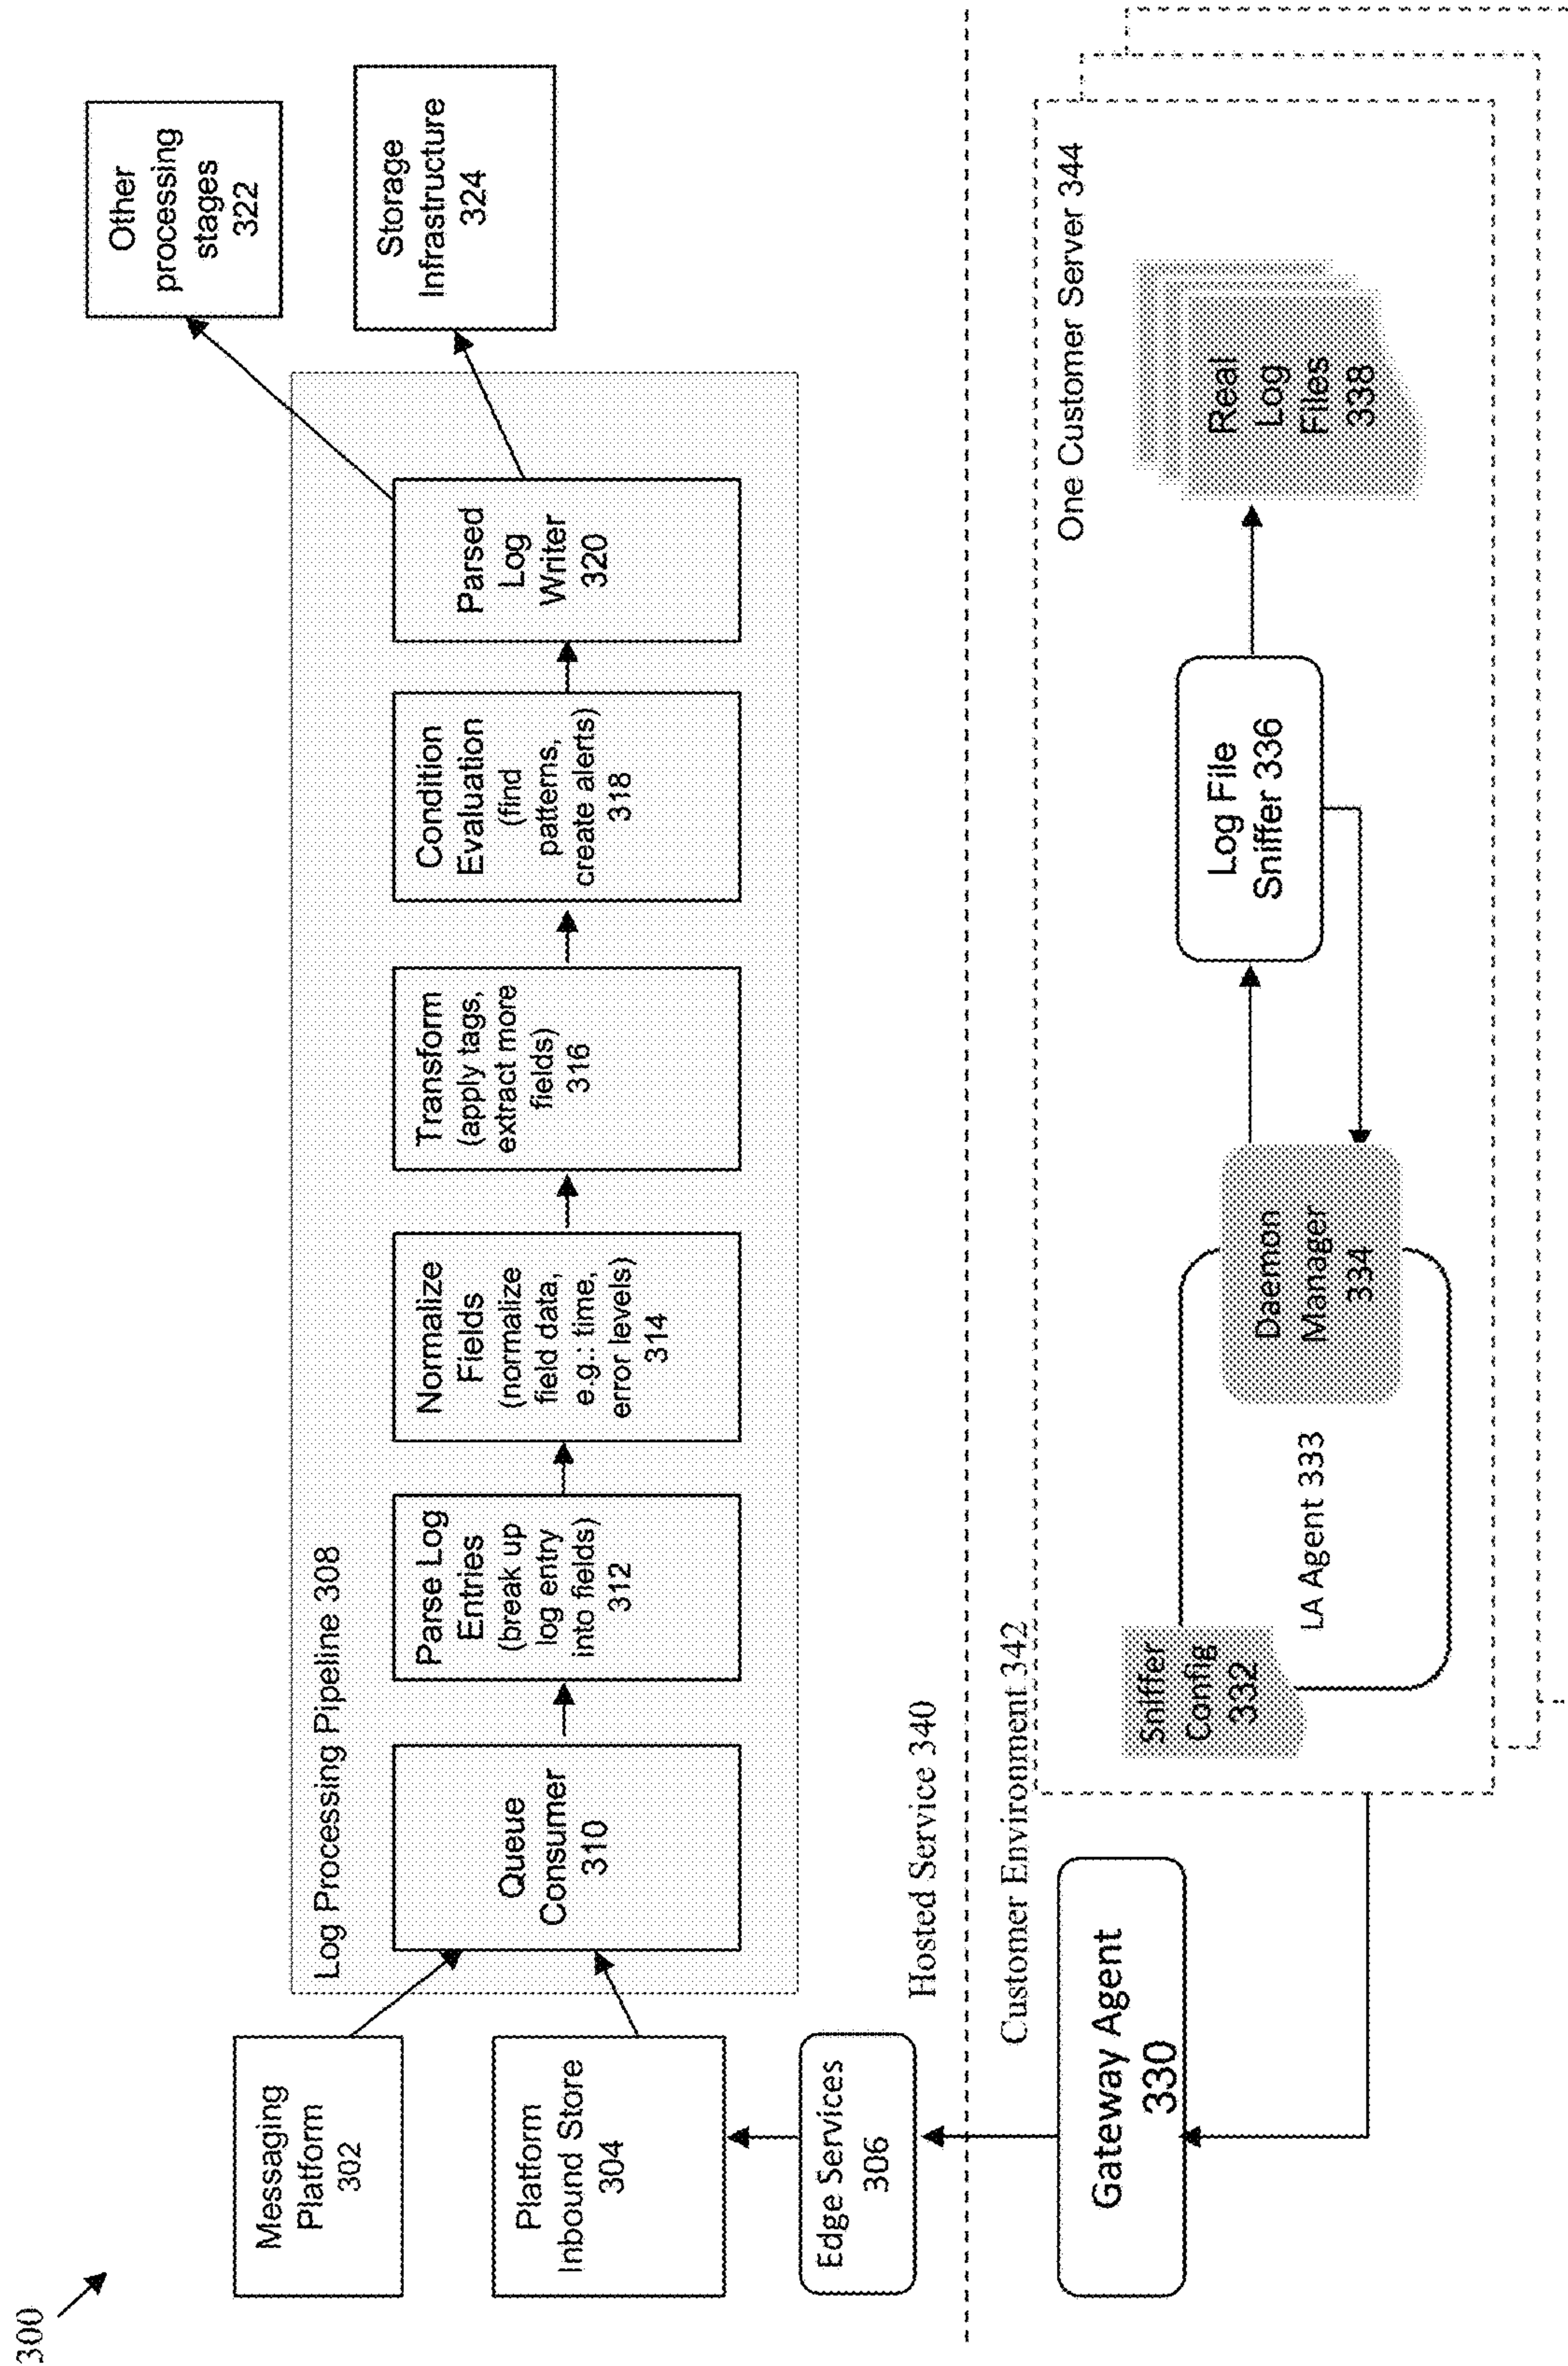 300
Messaging
Platform
302
Platform
Inbound Store
304
Edge Services
306
Log Processing Pipeline 308
Queue
Consumer
310
Parse Log
Entries
(break up
log entry
into fields)
312
Normalize
Fields
(normalize
field data,
e.g.: time,
error levels)
314
Transform
(apply tags,
extract more
fields)
316
Condition
Evaluation
(find
patterns,
create alerts)
318
Parsed
Log
Writer
320
Other
processing
stages
322
Storage
Infrastructure
324
Hosted Service 340
Customer Environment 342
Gateway Agent
330
One Customer Server 344
Sniffer
Config
332
LA Agent 333
Daemon
Manager
334
Log File
Sniffer 336
Real
Log
Files
338